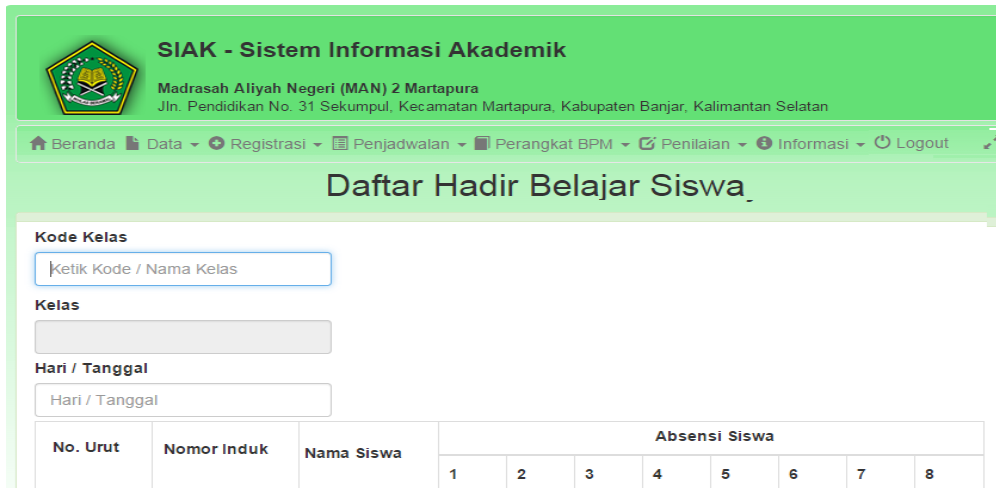 SIAK - Sistem Informasi Akademik
Madrasah Aliyah Negeri (MAN) 2 Martapura
Jln. Pendidikan No. 31 Sekumpul, Kecamatan Martapura, Kabupaten Banjar, Kalimantan Selatan
Beranda Data Registrasi Penjadwalan Perangkat BPM Penilaian Informasi Logout
Daftar Hadir Belajar Siswa
Kode Kelas
Ketik Kode / Nama Kelas
Kelas
Hari / Tanggal
Hari / Tanggal
No. Urut Nomor Induk Nama Siswa Absensi Siswa
1 2 3 4 5 6 7 8